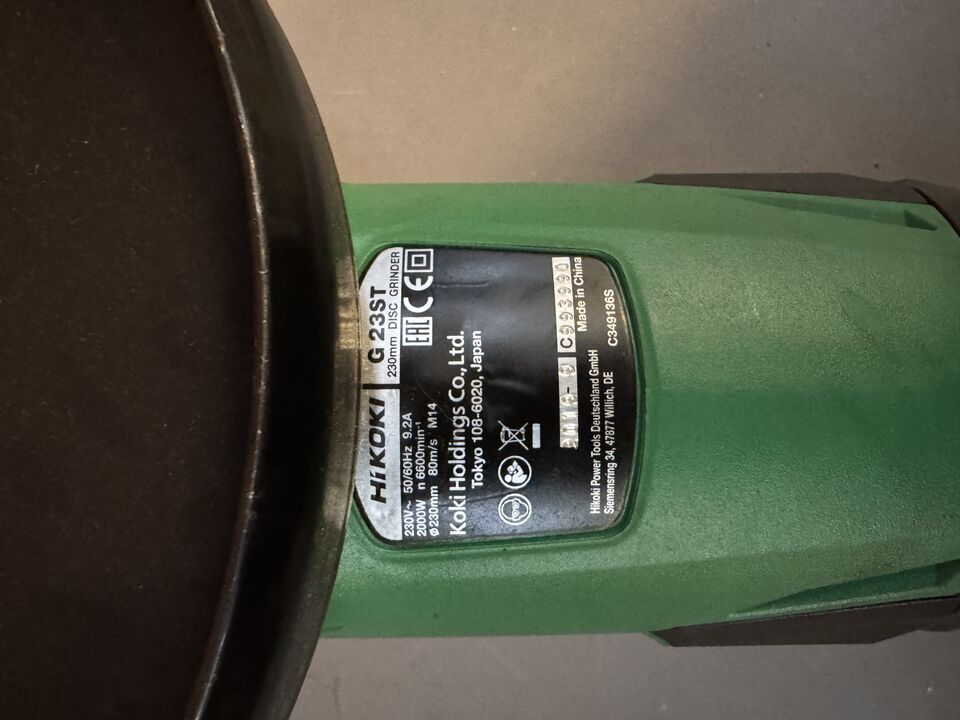 HiKOKI G 23ST
230mm DISC GRINDER
230V~ 50/60Hz 9.2A
2000W n 6600min⁻¹
Ø230mm 80m/s M14
EAC CE
Koki Holdings Co., Ltd.
Tokyo 108-6020, Japan
C993990
Made in China
Hikoki Power Tools Deutschland GmbH
Siemensring 34, 47877 Willich, DE
C349136S